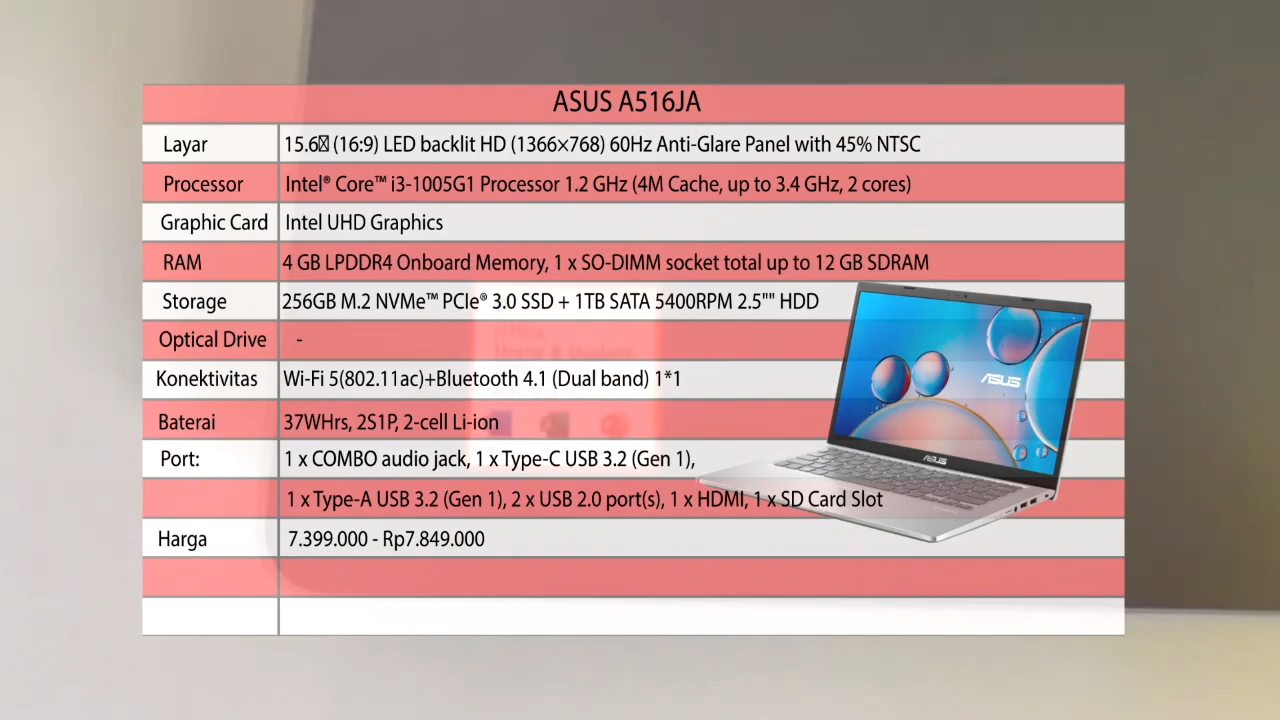 ASUS A516JA
Layar 15.6 (16:9) LED backlit HD (1366×768) 60Hz Anti-Glare Panel with 45% NTSC
Processor Intel® Core™ i3-1005G1 Processor 1.2 GHz (4M Cache, up to 3.4 GHz, 2 cores)
Graphic Card Intel UHD Graphics
RAM 4 GB LPDDR4 Onboard Memory, 1 x SO-DIMM socket total up to 12 GB SDRAM
Storage 256GB M.2 NVMe™ PCIe® 3.0 SSD + 1TB SATA 5400RPM 2.5"" HDD
Optical Drive -
Konektivitas Wi-Fi 5(802.11ac)+Bluetooth 4.1 (Dual band) 1*1
Baterai 37WHrs, 2S1P, 2-cell Li-ion
Port: 1 x COMBO audio jack, 1 x Type-C USB 3.2 (Gen 1),
1 x Type-A USB 3.2 (Gen 1), 2 x USB 2.0 port(s), 1 x HDMI, 1 x SD Card Slot
Harga 7.399.000 - Rp7.849.000
ASUS
ASUS